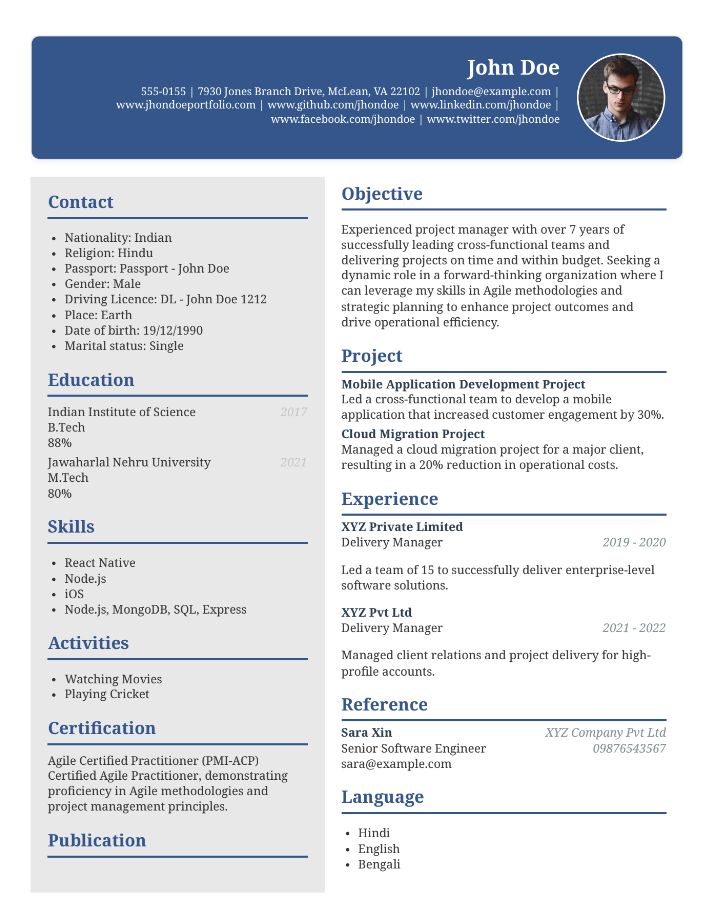 John Doe
555-0155 | 7930 Jones Branch Drive, McLean, VA 22102 | jhondoe@example.com |
www.jhondoeportfolio.com | www.github.com/jhondoe | www.linkedin.com/jhondoe |
www.facebook.com/jhondoe | www.twitter.com/jhondoe
Contact
• Nationality: Indian
• Religion: Hindu
• Passport: Passport - John Doe
• Gender: Male
• Driving Licence: DL - John Doe 1212
• Place: Earth
• Date of birth: 19/12/1990
• Marital status: Single
Education
Indian Institute of Science 2017
B.Tech
88%
Jawaharlal Nehru University 2021
M.Tech
80%
Skills
• React Native
• Node.js
• iOS
• Node.js, MongoDB, SQL, Express
Activities
• Watching Movies
• Playing Cricket
Certification
Agile Certified Practitioner (PMI-ACP)
Certified Agile Practitioner, demonstrating
proficiency in Agile methodologies and
project management principles.
Publication
Objective
Experienced project manager with over 7 years of
successfully leading cross-functional teams and
delivering projects on time and within budget. Seeking a
dynamic role in a forward-thinking organization where I
can leverage my skills in Agile methodologies and
strategic planning to enhance project outcomes and
drive operational efficiency.
Project
Mobile Application Development Project
Led a cross-functional team to develop a mobile
application that increased customer engagement by 30%.
Cloud Migration Project
Managed a cloud migration project for a major client,
resulting in a 20% reduction in operational costs.
Experience
XYZ Private Limited
Delivery Manager 2019 - 2020
Led a team of 15 to successfully deliver enterprise-level
software solutions.
XYZ Pvt Ltd
Delivery Manager 2021 - 2022
Managed client relations and project delivery for high-
profile accounts.
Reference
Sara Xin XYZ Company Pvt Ltd
Senior Software Engineer 09876543567
sara@example.com
Language
• Hindi
• English
• Bengali